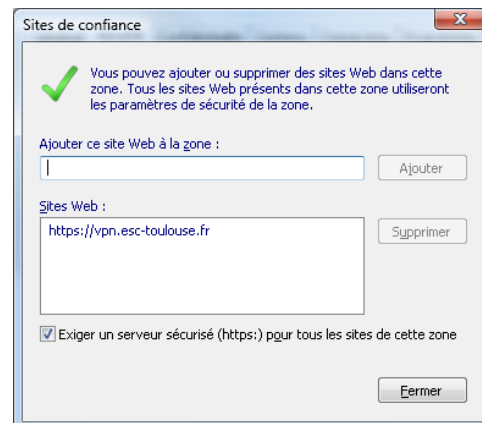 Sites de confiance
Vous pouvez ajouter ou supprimer des sites Web dans cette
zone. Tous les sites Web présents dans cette zone utiliseront
les paramètres de sécurité de la zone.
Ajouter ce site Web à la zone :
Ajouter
Sites Web :
https://vpn.esc-toulouse.fr
Supprimer
Exiger un serveur sécurisé (https:) pour tous les sites de cette zone
Fermer